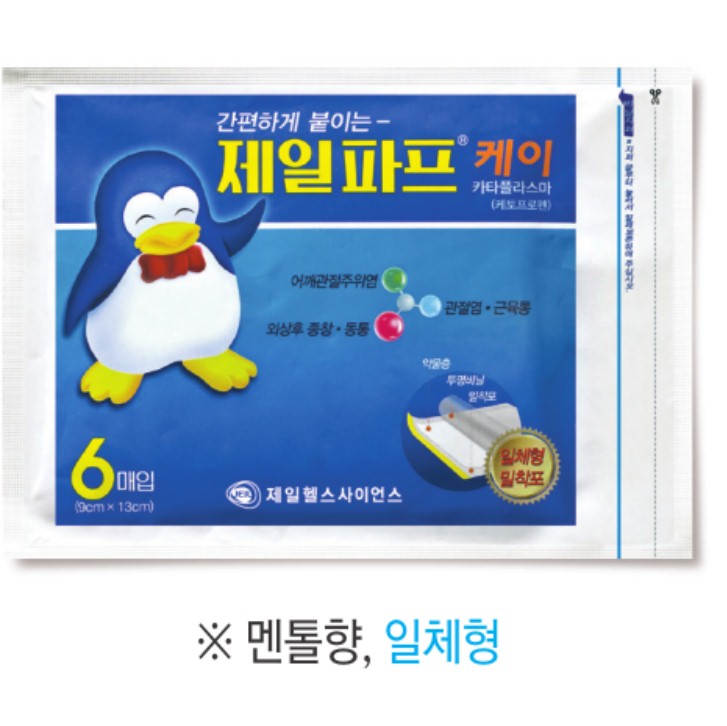 간편하게 붙이는 –
제일파프® 케이
카타플라스마
(케토프로펜)
어깨관절주위염
관절염·근육통
외상후 종창·동통
약물층
투명비닐
밀착포
일체형
밀착포
6매입
(9cm × 13cm)
제일헬스사이언스
※ 멘톨향, 일체형